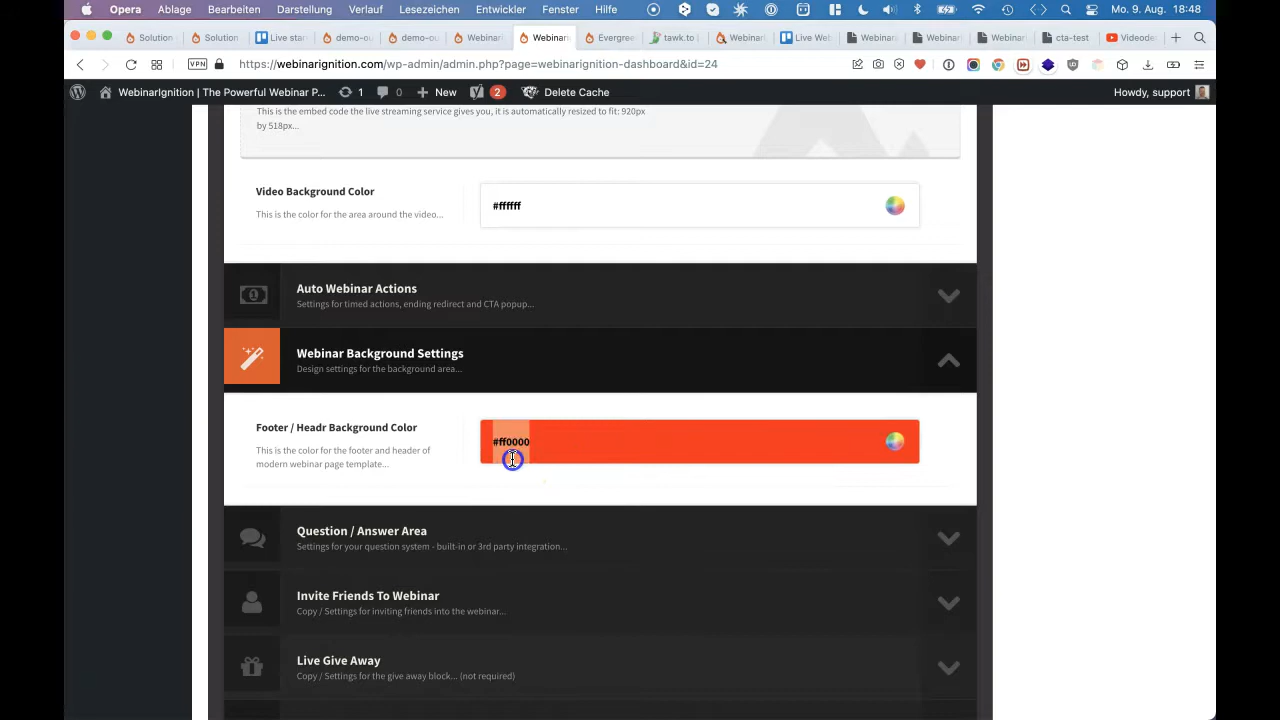 Opera Ablage Bearbeiten Darstellung Verlauf Lesezeichen Entwickler Fenster Hilfe Mo. 9. Aug. 18:48
Solution Solution Live star demo-ou demo-ou Webinari Webinari Evergree tawk.to Webinari Live Web Webinari Webinari Webinari cta-test Videoded
VPN https://webinarignition.com/wp-admin/admin.php?page=webinarignition-dashboard&id=24
WebinarIgnition | The Powerful Webinar P... 1 0 New 2 Delete Cache Howdy, support
This is the embed code the live streaming service gives you, it is automatically resized to fit: 920px
by 518px...
Video Background Color
#ffffff
This is the color for the area around the video...
Auto Webinar Actions
Settings for timed actions, ending redirect and CTA popup...
Webinar Background Settings
Design settings for the background area...
Footer / Headr Background Color
#ff0000
This is the color for the footer and header of
modern webinar page template...
Question / Answer Area
Settings for your question system - built-in or 3rd party integration...
Invite Friends To Webinar
Copy / Settings for inviting friends into the webinar...
Live Give Away
Copy / Settings for the give away block... (not required)